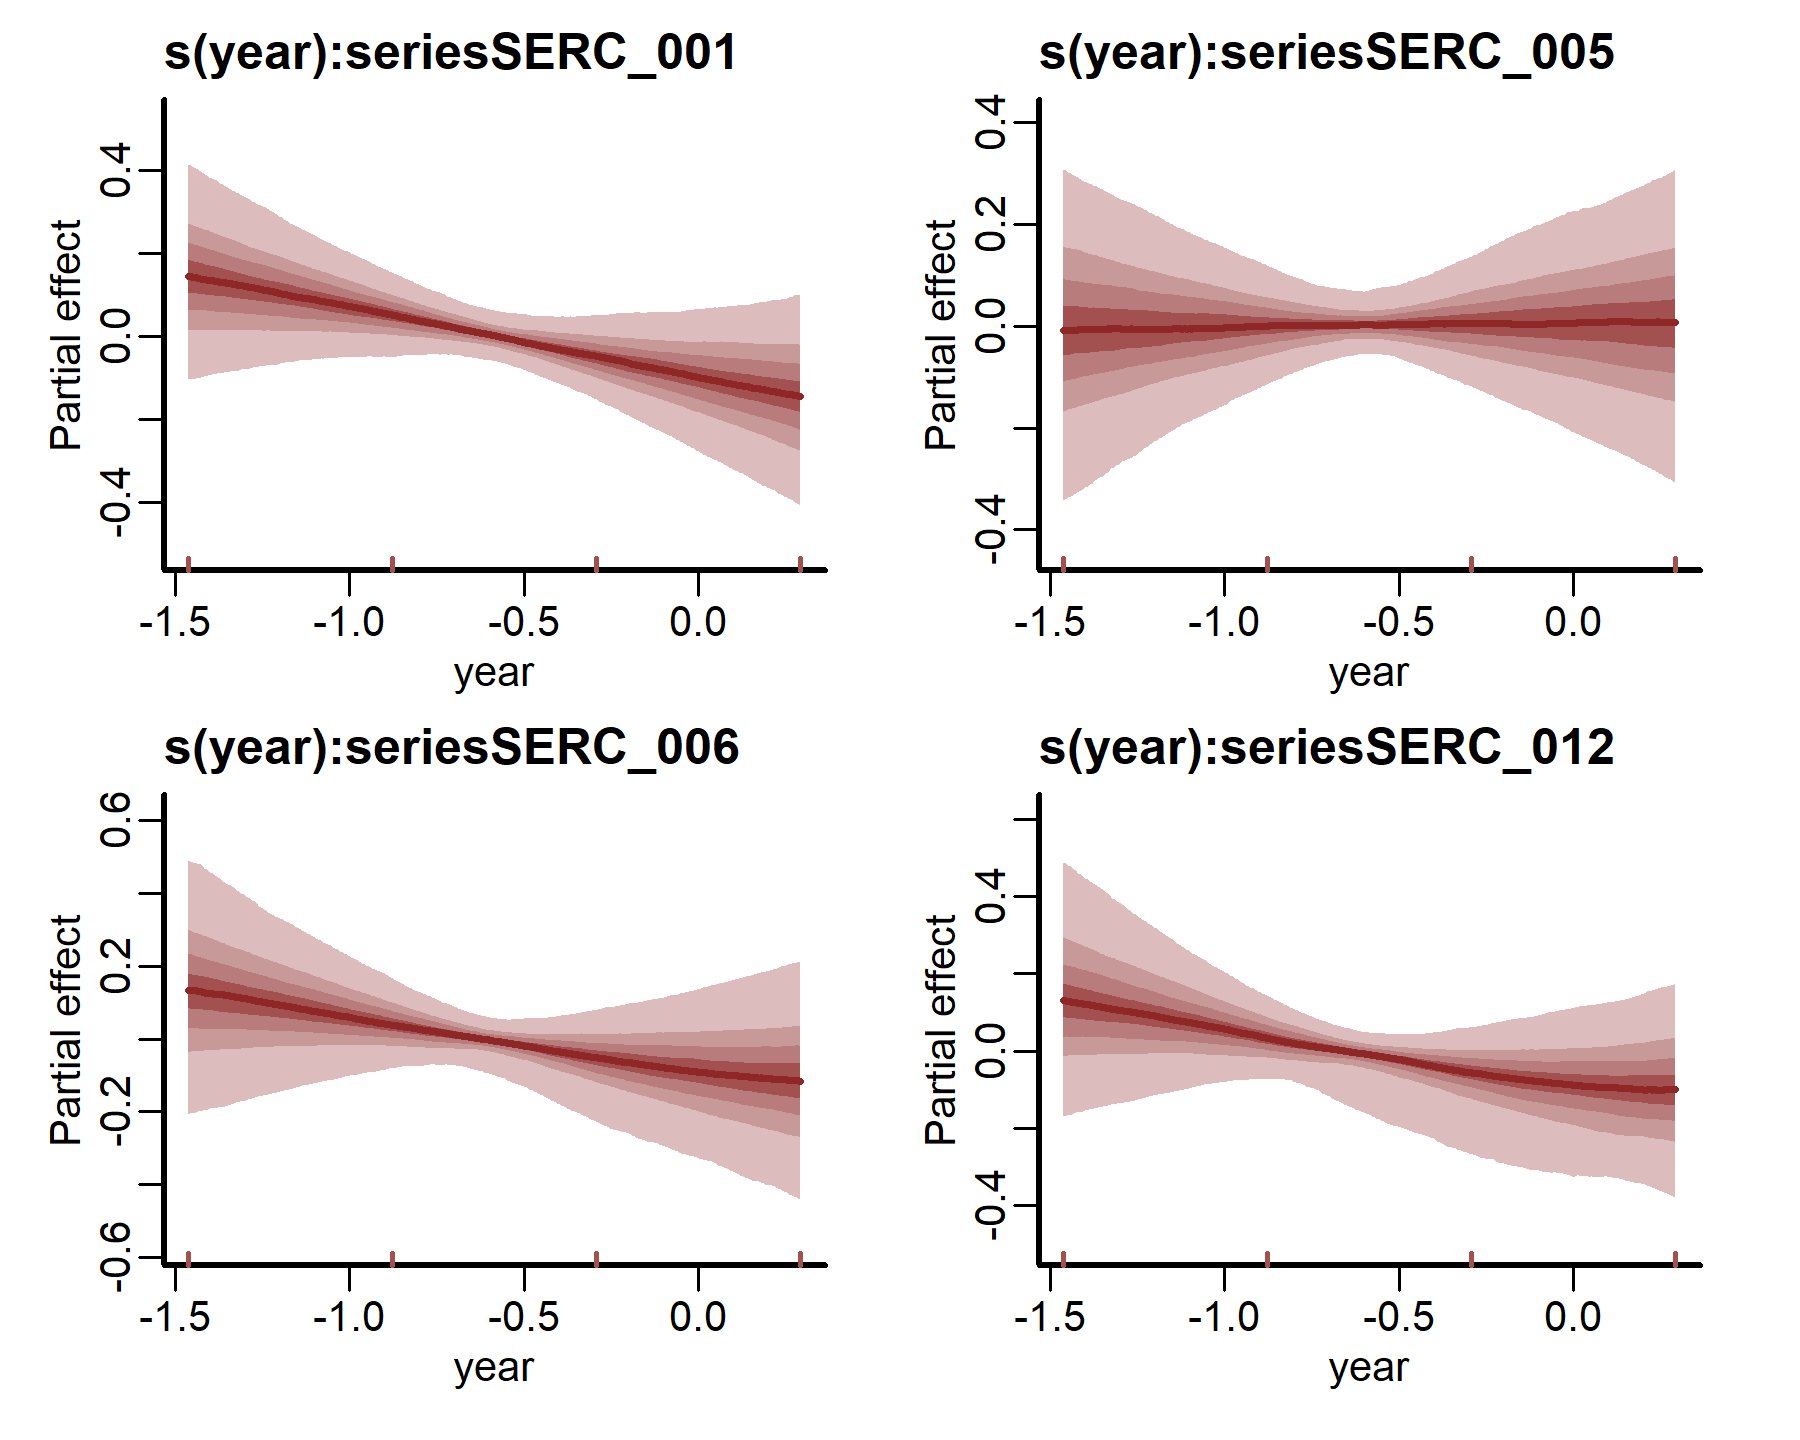 s(year):seriesSERC_001
Partial effect
0.4
0.0
-0.4
-1.5 -1.0 -0.5 0.0
year
s(year):seriesSERC_005
Partial effect
0.4
0.2
0.0
-0.4
-1.5 -1.0 -0.5 0.0
year
s(year):seriesSERC_006
Partial effect
0.6
0.2
-0.2
-0.6
-1.5 -1.0 -0.5 0.0
year
s(year):seriesSERC_012
Partial effect
0.4
0.0
-0.4
-1.5 -1.0 -0.5 0.0
year